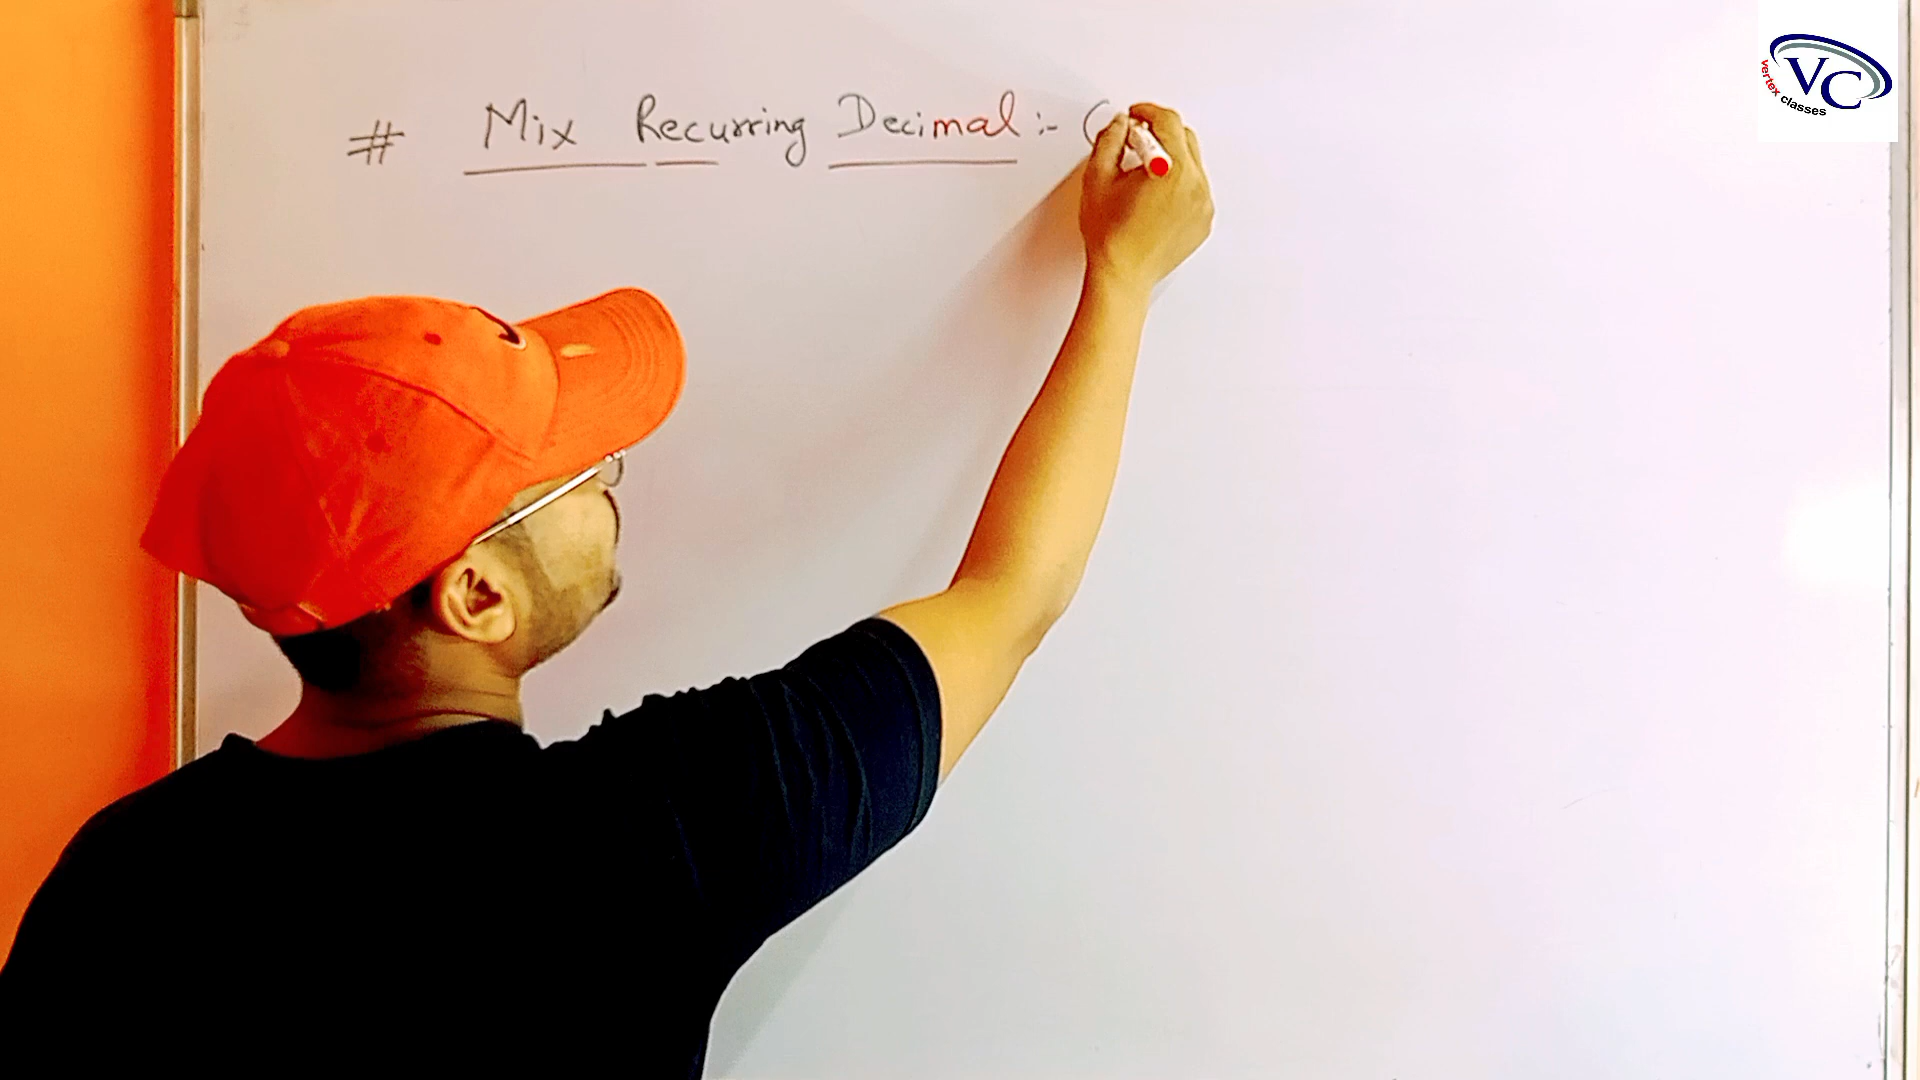 # Mix Recurring Decimal :- (
VC
vertex classes